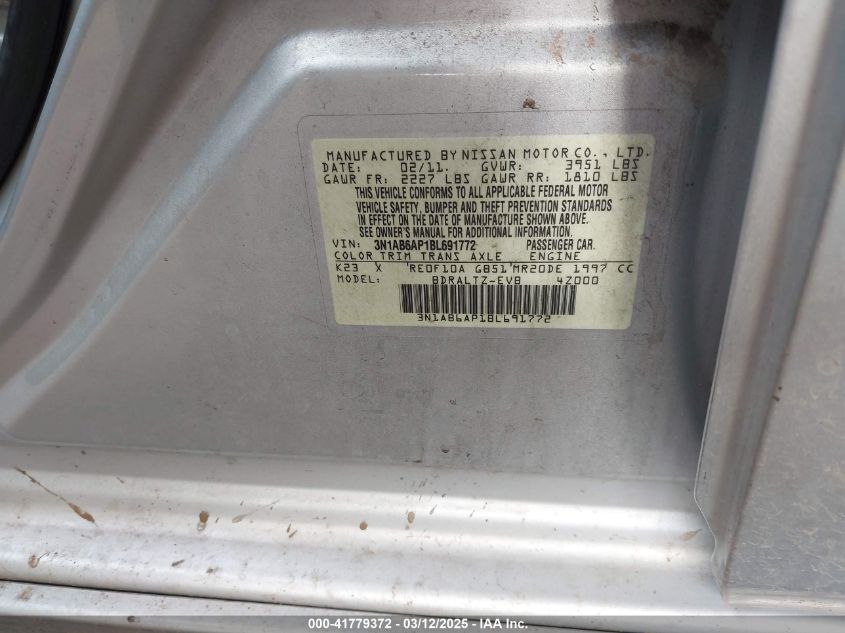 MANUFACTURED BY NISSAN MOTOR CO., LTD.
DATE: 02/11. GVWR: 3951 LBS
GAWR FR: 2227 LBS GAWR RR: 1810 LBS
THIS VEHICLE CONFORMS TO ALL APPLICABLE FEDERAL MOTOR
VEHICLE SAFETY, BUMPER AND THEFT PREVENTION STANDARDS
IN EFFECT ON THE DATE OF MANUFACTURE SHOWN ABOVE.
SEE OWNER'S MANUAL FOR ADDITIONAL INFORMATION.
VIN: 3N1AB6AP1BL691772 PASSENGER CAR.
COLOR TRIM TRANS AXLE ENGINE
K23 X 'RE0F10A GB51'MR20DE 1997 CC
MODEL: BDRALTZ-EVB 4Z000
3N1AB6AP1BL691772
000-41779372 - 03/12/2025 - IAA Inc.